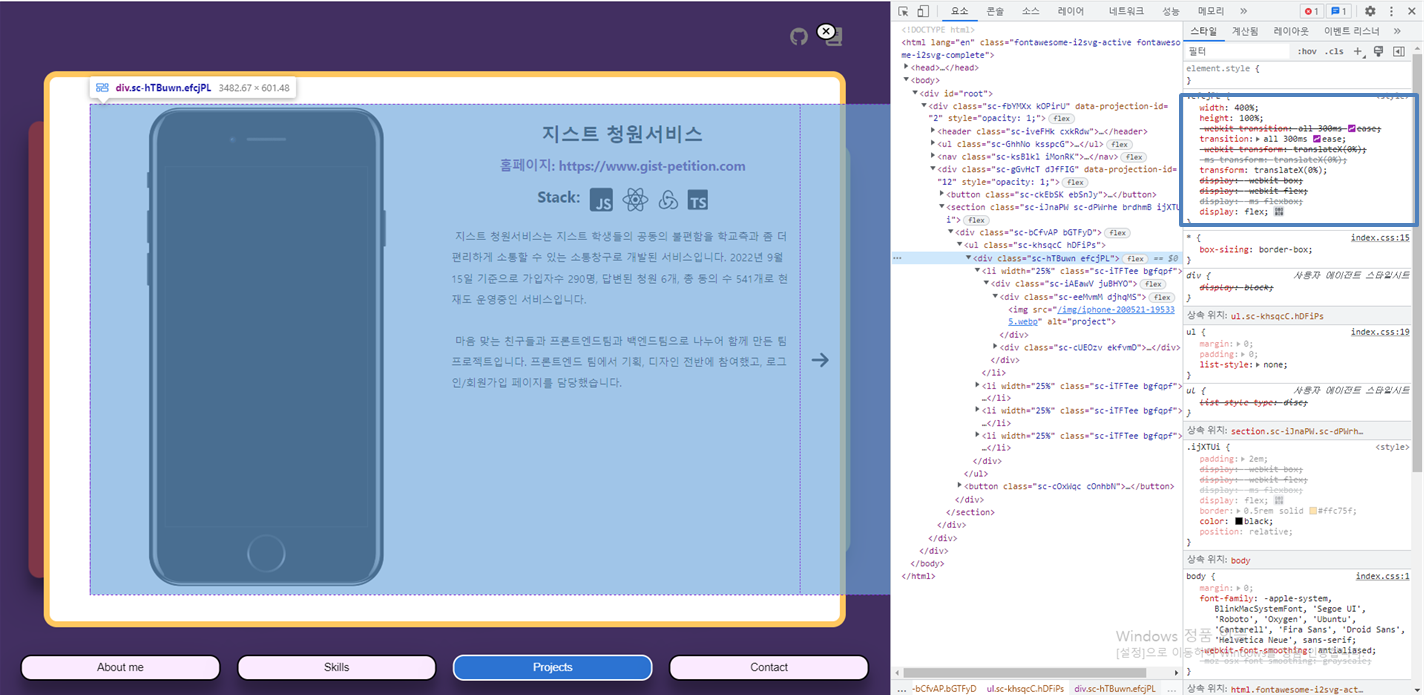 div.sc-hTBuwn.efcjPL 3482.67 × 601.48
지스트 청원서비스
홈페이지: https://www.gist-petition.com
Stack:
JS
TS
지스트 청원서비스는 지스트 학생들의 공동의 불편함을 학교측과 좀 더
편리하게 소통할 수 있는 소통창구로 개발된 서비스입니다. 2022년 9월
15일 기준으로 가입자수 290명, 답변된 청원 6개, 총 동의 수 541개로 현
재도 운영중인 서비스입니다.
마음 맞는 친구들과 프론트엔드팀과 백엔드팀으로 나누어 함께 만든 팀
프로젝트입니다. 프론트엔드 팀에서 기획, 디자인 전반에 참여했고, 로그
인/회원가입 페이지를 담당했습니다.
About me
Skills
Projects
Contact
요소 콘솔 소스 레이어 네트워크 성능 메모리 » 1 1
<!DOCTYPE html>
<html lang="en" class="fontawesome-i2svg-active fontaweso
me-i2svg-complete">
<head>…</head>
<body>
<div id="root">
<div class="sc-fbYMXx kOPirU" data-projection-id=
"2" style="opacity: 1;"> flex
<header class="sc-iveFHk cxkRdw">…</header>
<ul class="sc-GhhNo ksspcG">…</ul> flex
<nav class="sc-ksBlkl iMonRK">…</nav> flex
<div class="sc-gGvHcT dJfFIG" data-projection-id=
"12" style="opacity: 1;"> flex
<button class="sc-ckEbSK ebSnJy">…</button>
<section class="sc-iJnaPW sc-dPWrhe brdhmB ijXTU
i"> flex
<div class="sc-bCfvAP bGTFyD"> flex
<ul class="sc-khsqcC hDFiPs">
<div class="sc-hTBuwn efcjPL"> flex == $0
<li width="25%" class="sc-iTFTee bgfqpf">
<div class="sc-iAEawV juBHYO"> flex
<div class="sc-eeMvmM djhqMS"> flex
<img src="/img/iphone-200521-19533
5.webp" alt="project">
</div>
<div class="sc-cUEOzv ekfvmD">…</div>
</div>
</li>
<li width="25%" class="sc-iTFTee bgfqpf">
…</li>
<li width="25%" class="sc-iTFTee bgfqpf">
…</li>
<li width="25%" class="sc-iTFTee bgfqpf">
…</li>
</div>
</ul>
<button class="sc-cOxWqc cOnhbN">…</button>
</div>
</section>
</div>
</div>
</div>
</body>
</html>
… -bCfvAP.bGTFyD ul.sc-khsqcC.hDFiPs div.sc-hTBuwn.efcjPL …
스타일 계산됨 레이아웃 이벤트 리스너 »
필터 :hov .cls +
element.style {
}
.efcjPL { <style>
width: 400%;
height: 100%;
-webkit-transition: all 300ms ease;
transition: all 300ms ease;
-webkit-transform: translateX(0%);
-ms-transform: translateX(0%);
transform: translateX(0%);
display: -webkit-box;
display: -webkit-flex;
display: -ms-flexbox;
display: flex;
}
* { index.css:15
box-sizing: border-box;
}
div { 사용자 에이전트 스타일시트
display: block;
}
상속 위치: ul.sc-khsqcC.hDFiPs
ul { index.css:19
margin: 0;
padding: 0;
list-style: none;
}
ul { 사용자 에이전트 스타일시트
list-style-type: disc;
}
상속 위치: section.sc-iJnaPW.sc-dPWrh…
.ijXTUi { <style>
padding: 2em;
display: -webkit-box;
display: -webkit-flex;
display: -ms-flexbox;
display: flex;
border: 0.5rem solid #ffc75f;
color: black;
position: relative;
}
상속 위치: body
body { index.css:1
margin: 0;
font-family: -apple-system,
BlinkMacSystemFont, 'Segoe UI',
'Roboto', 'Oxygen', 'Ubuntu',
'Cantarell', 'Fira Sans', 'Droid Sans',
'Helvetica Neue', sans-serif;
-webkit-font-smoothing: antialiased;
-moz-osx-font-smoothing: grayscale;
}
상속 위치: html.fontawesome-i2svg-act…
Windows 정품
[설정]으로 이동하여 Windows를